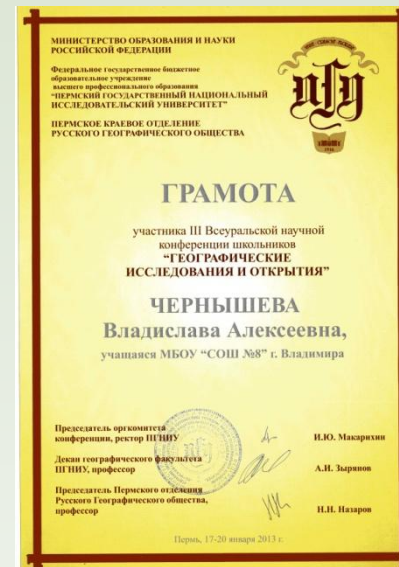 МИНИСТЕРСТВО ОБРАЗОВАНИЯ И НАУКИ
РОССИЙСКОЙ ФЕДЕРАЦИИ
Федеральное государственное бюджетное
образовательное учреждение
высшего профессионального образования
"ПЕРМСКИЙ ГОСУДАРСТВЕННЫЙ НАЦИОНАЛЬНЫЙ
ИССЛЕДОВАТЕЛЬСКИЙ УНИВЕРСИТЕТ"
ПЕРМСКОЕ КРАЕВОЕ ОТДЕЛЕНИЕ
РУССКОГО ГЕОГРАФИЧЕСКОГО ОБЩЕСТВА
ПГУ
ГРАМОТА
участника III Всеуральской научной
конференции школьников
"ГЕОГРАФИЧЕСКИЕ
ИССЛЕДОВАНИЯ И ОТКРЫТИЯ"
ЧЕРНЫШЕВА
Владислава Алексеевна,
учащаяся МБОУ "СОШ №8" г. Владимира
Председатель оргкомитета
конференции, ректор ПГНИУ
И.Ю. Макарихин
Декан географического факультета
ПГНИУ, профессор
А.И. Зырянов
Председатель Пермского отделения
Русского Географического общества,
профессор
Н.Н. Назаров
Пермь, 17-20 января 2013 г.